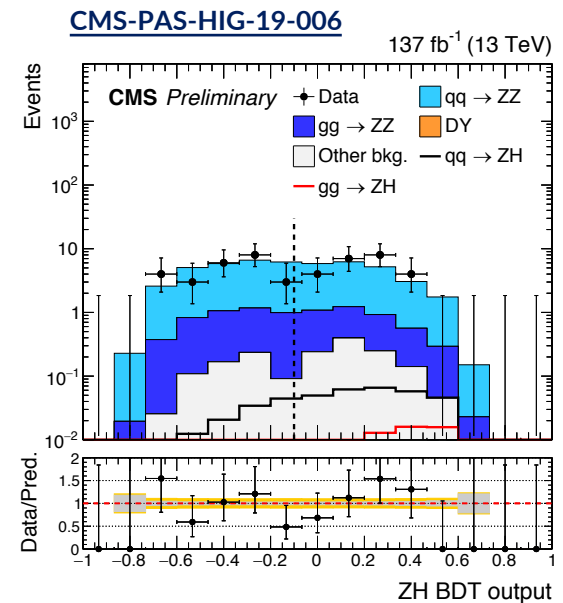 CMS-PAS-HIG-19-006
137 fb⁻¹ (13 TeV)
Events
CMS Preliminary
Data
qq → ZZ
gg → ZZ
DY
Other bkg.
qq → ZH
gg → ZH
10³
10²
10
1
10⁻¹
10⁻²
Data/Pred.
2
1.5
1
0.5
0
−1 −0.8 −0.6 −0.4 −0.2 0 0.2 0.4 0.6 0.8 1
ZH BDT output